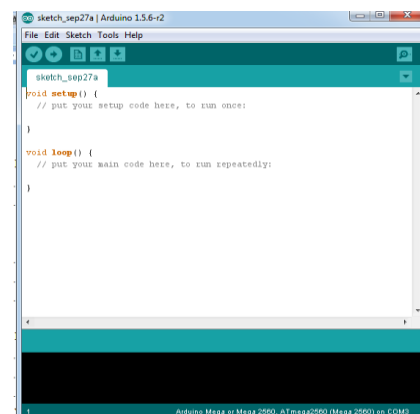 sketch_sep27a | Arduino 1.5.6-r2
File Edit Sketch Tools Help
sketch_sep27a
void setup() {
// put your setup code here, to run once:
}
void loop() {
// put your main code here, to run repeatedly:
}
1 Arduino Mega or Mega 2560, ATmega2560 (Mega 2560) on COM3